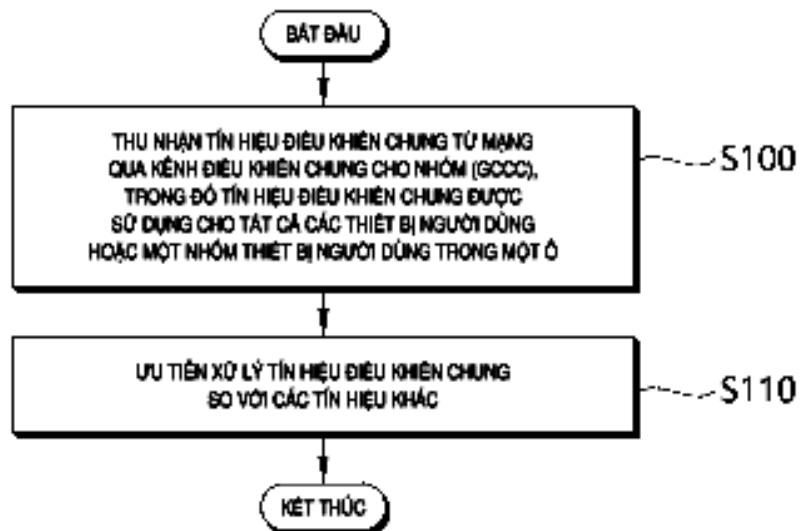 BẮT ĐẦU
THU NHẬN TÍN HIỆU ĐIỀU KHIỂN CHUNG TỪ MẠNG
QUA KÊNH ĐIỀU KHIỂN CHUNG CHO NHÓM (GCCC),
TRONG ĐÓ TÍN HIỆU ĐIỀU KHIỂN CHUNG ĐƯỢC
SỬ DỤNG CHO TẤT CẢ CÁC THIẾT BỊ NGƯỜI DÙNG
HOẶC MỘT NHÓM THIẾT BỊ NGƯỜI DÙNG TRONG MỘT Ô
S100
ƯU TIÊN XỬ LÝ TÍN HIỆU ĐIỀU KHIỂN CHUNG
SO VỚI CÁC TÍN HIỆU KHÁC
S110
KẾT THÚC